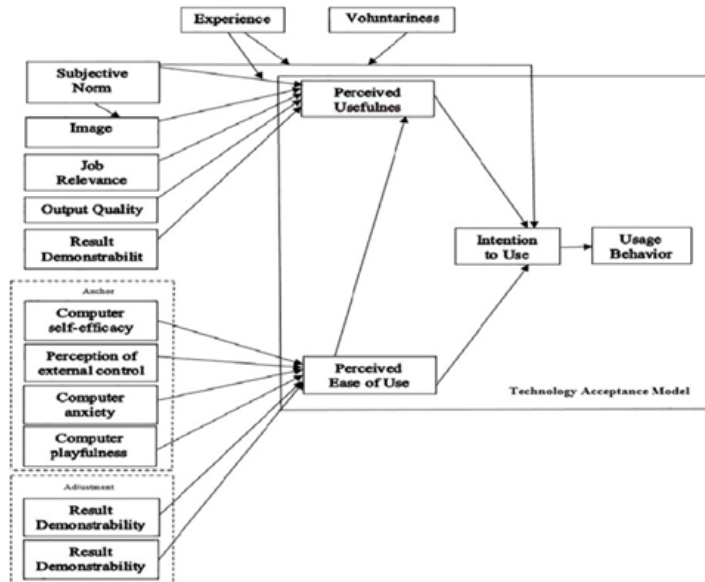 Experience
Voluntariness
Subjective
Norm
Perceived
Usefulnes
Image
Job
Relevance
Output Quality
Result
Demonstrabilit
Intention
to Use
Usage
Behavior
Anchor
Computer
self-efficacy
Perception of
external control
Computer
anxiety
Computer
playfulness
Perceived
Ease of Use
Technology Acceptance Model
Adjustment
Result
Demonstrability
Result
Demonstrability